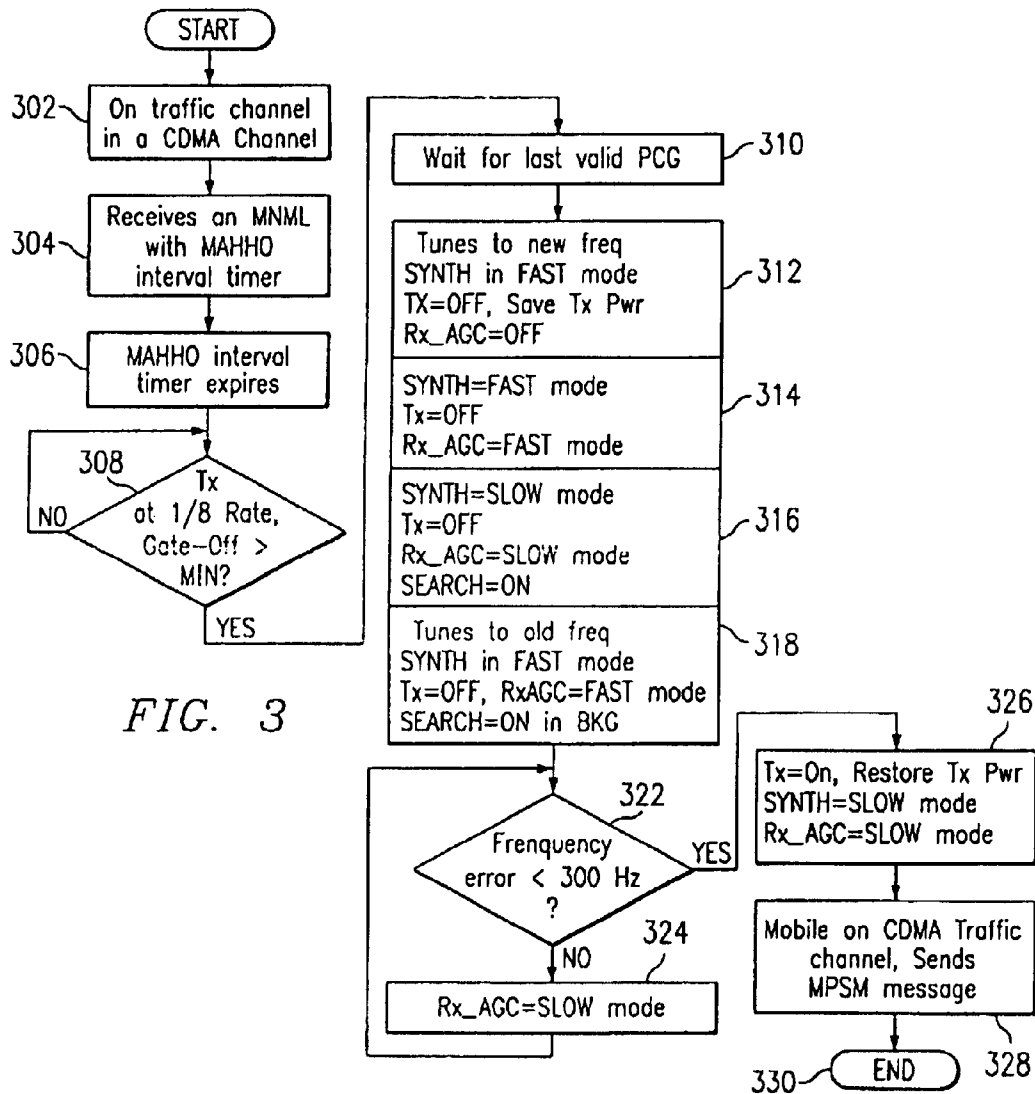 START
302
On traffic channel
in a CDMA Channel
304
Receives an MNML
with MAHHO
interval timer
306
MAHHO interval
timer expires
308
Tx
at 1/8 Rate,
Gate-Off >
MIN?
NO
YES
310
Wait for last valid PCG
312
Tunes to new freq
SYNTH in FAST mode
TX=OFF, Save Tx Pwr
Rx_AGC=OFF
314
SYNTH=FAST mode
Tx=OFF
Rx_AGC=FAST mode
316
SYNTH=SLOW mode
Tx=OFF
Rx_AGC=SLOW mode
SEARCH=ON
318
Tunes to old freq
SYNTH in FAST mode
Tx=OFF, RxAGC=FAST mode
SEARCH=ON in BKG
FIG. 3
322
Frenquency
error < 300 Hz
?
YES
NO
324
Rx_AGC=SLOW mode
326
Tx=On, Restore Tx Pwr
SYNTH=SLOW mode
Rx_AGC=SLOW mode
Mobile on CDMA Traffic
channel, Sends
MPSM message
328
330
END